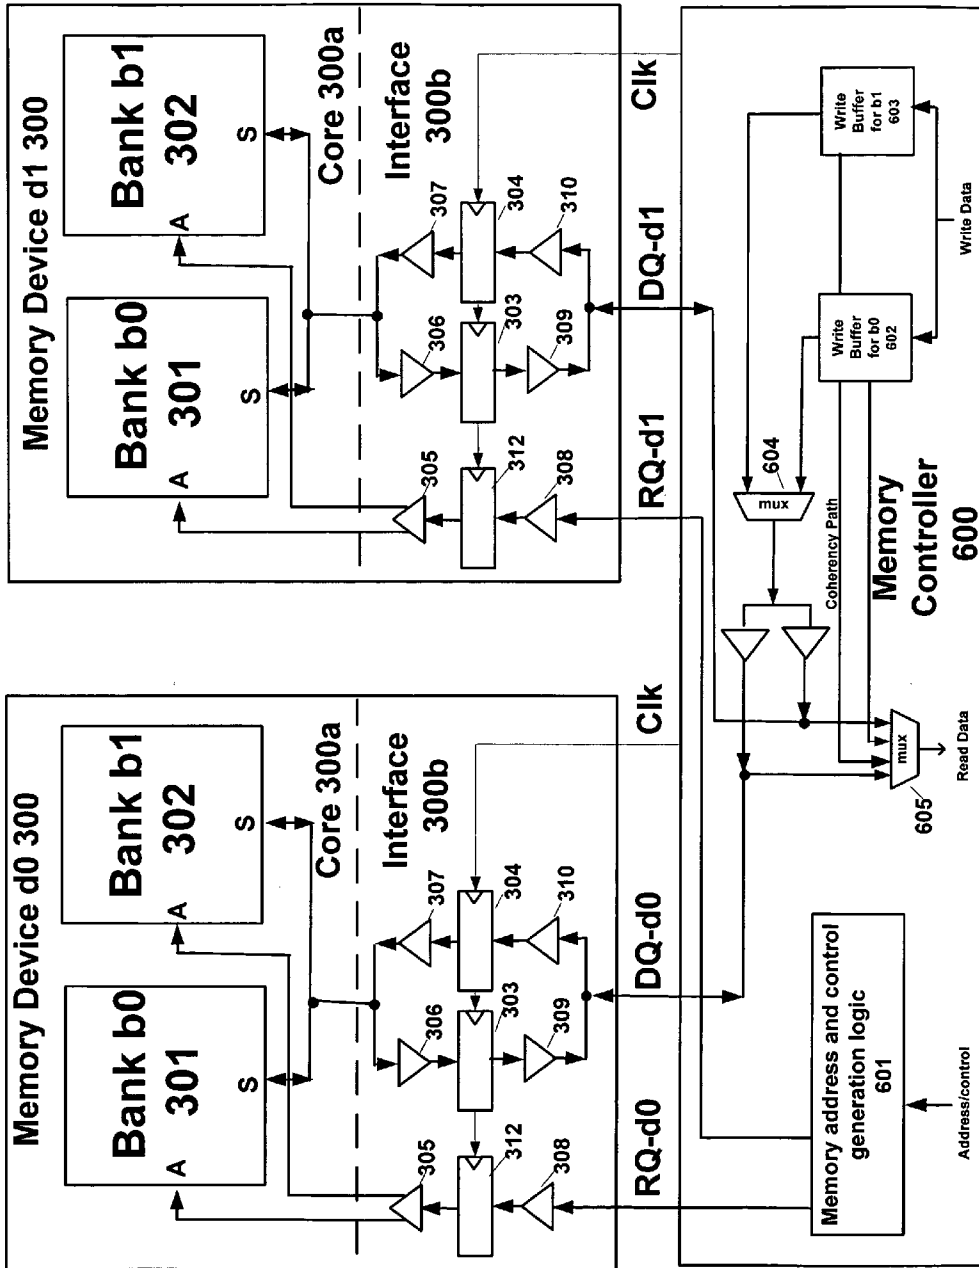 Memory Device d0 300
Bank b0
301
A
S
Bank b1
302
A
S
Core 300a
Interface
300b
305
306
307
312
303
304
308
309
310
RQ-d0
DQ-d0
Clk
Memory Device d1 300
Bank b0
301
A
S
Bank b1
302
A
S
Core 300a
Interface
300b
305
306
307
312
303
304
308
309
310
RQ-d1
DQ-d1
Clk
Memory address and control
generation logic
601
Address/control
mux
605
Read Data
mux
604
Coherency Path
Memory
Controller
600
Write
Buffer
for b0
602
Write
Buffer
for b1
603
Write Data